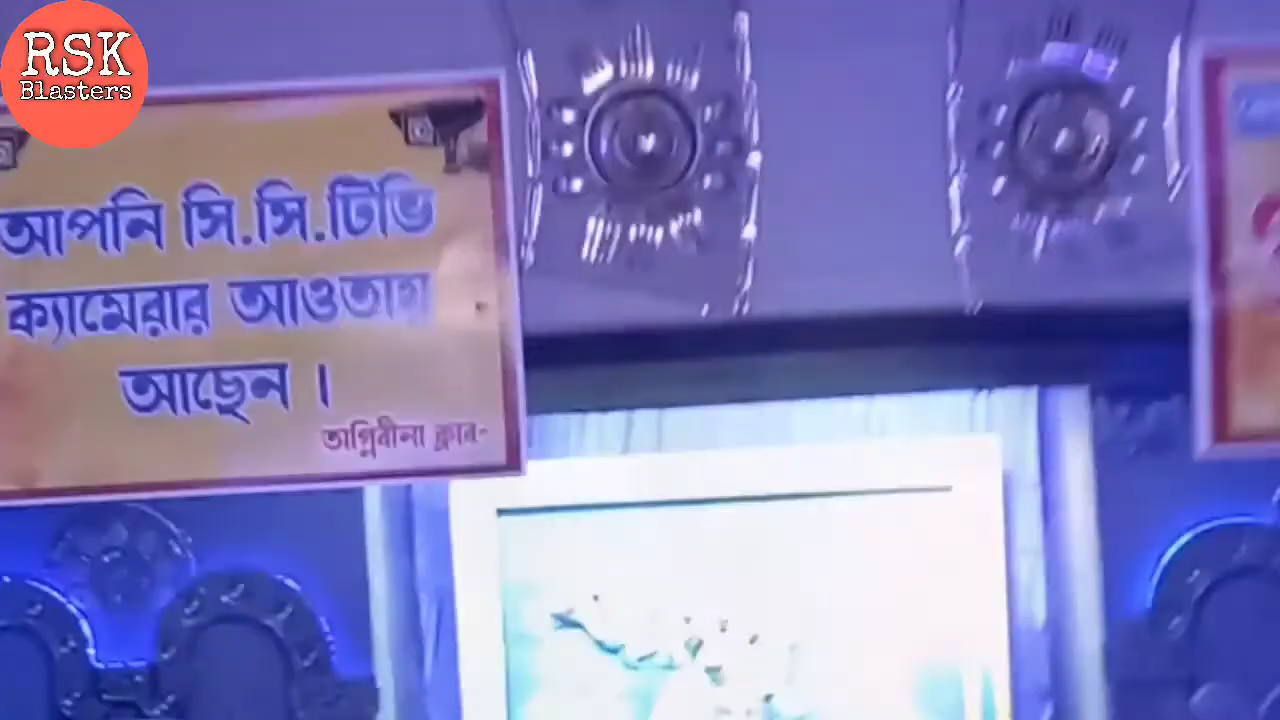 RSK
Blasters
আপনি সি.সি.টিভি
ক্যামেরার আওতায়
আছেন ।
অগ্নিবীনা ক্লাব-